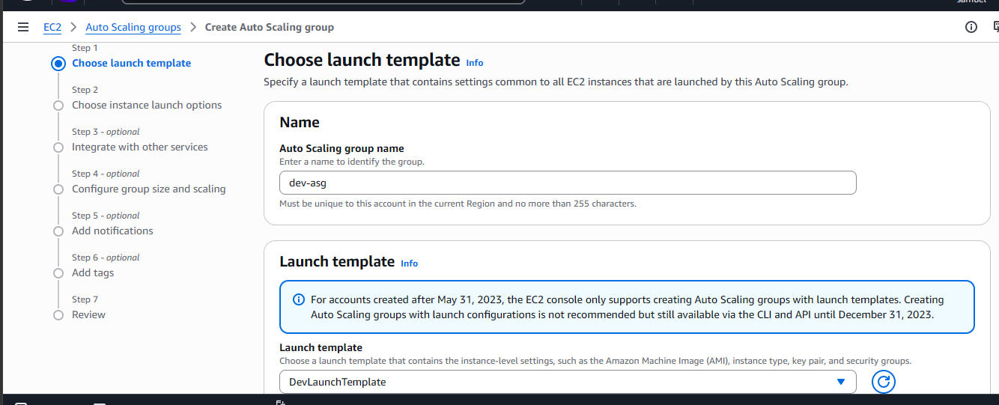 samuel
EC2 > Auto Scaling groups > Create Auto Scaling group
Step 1
Choose launch template
Step 2
Choose instance launch options
Step 3 - optional
Integrate with other services
Step 4 - optional
Configure group size and scaling
Step 5 - optional
Add notifications
Step 6 - optional
Add tags
Step 7
Review
Choose launch template Info
Specify a launch template that contains settings common to all EC2 instances that are launched by this Auto Scaling group.
Name
Auto Scaling group name
Enter a name to identify the group.
dev-asg
Must be unique to this account in the current Region and no more than 255 characters.
Launch template Info
For accounts created after May 31, 2023, the EC2 console only supports creating Auto Scaling groups with launch templates. Creating
Auto Scaling groups with launch configurations is not recommended but still available via the CLI and API until December 31, 2023.
Launch template
Choose a launch template that contains the instance-level settings, such as the Amazon Machine Image (AMI), instance type, key pair, and security groups.
DevLaunchTemplate